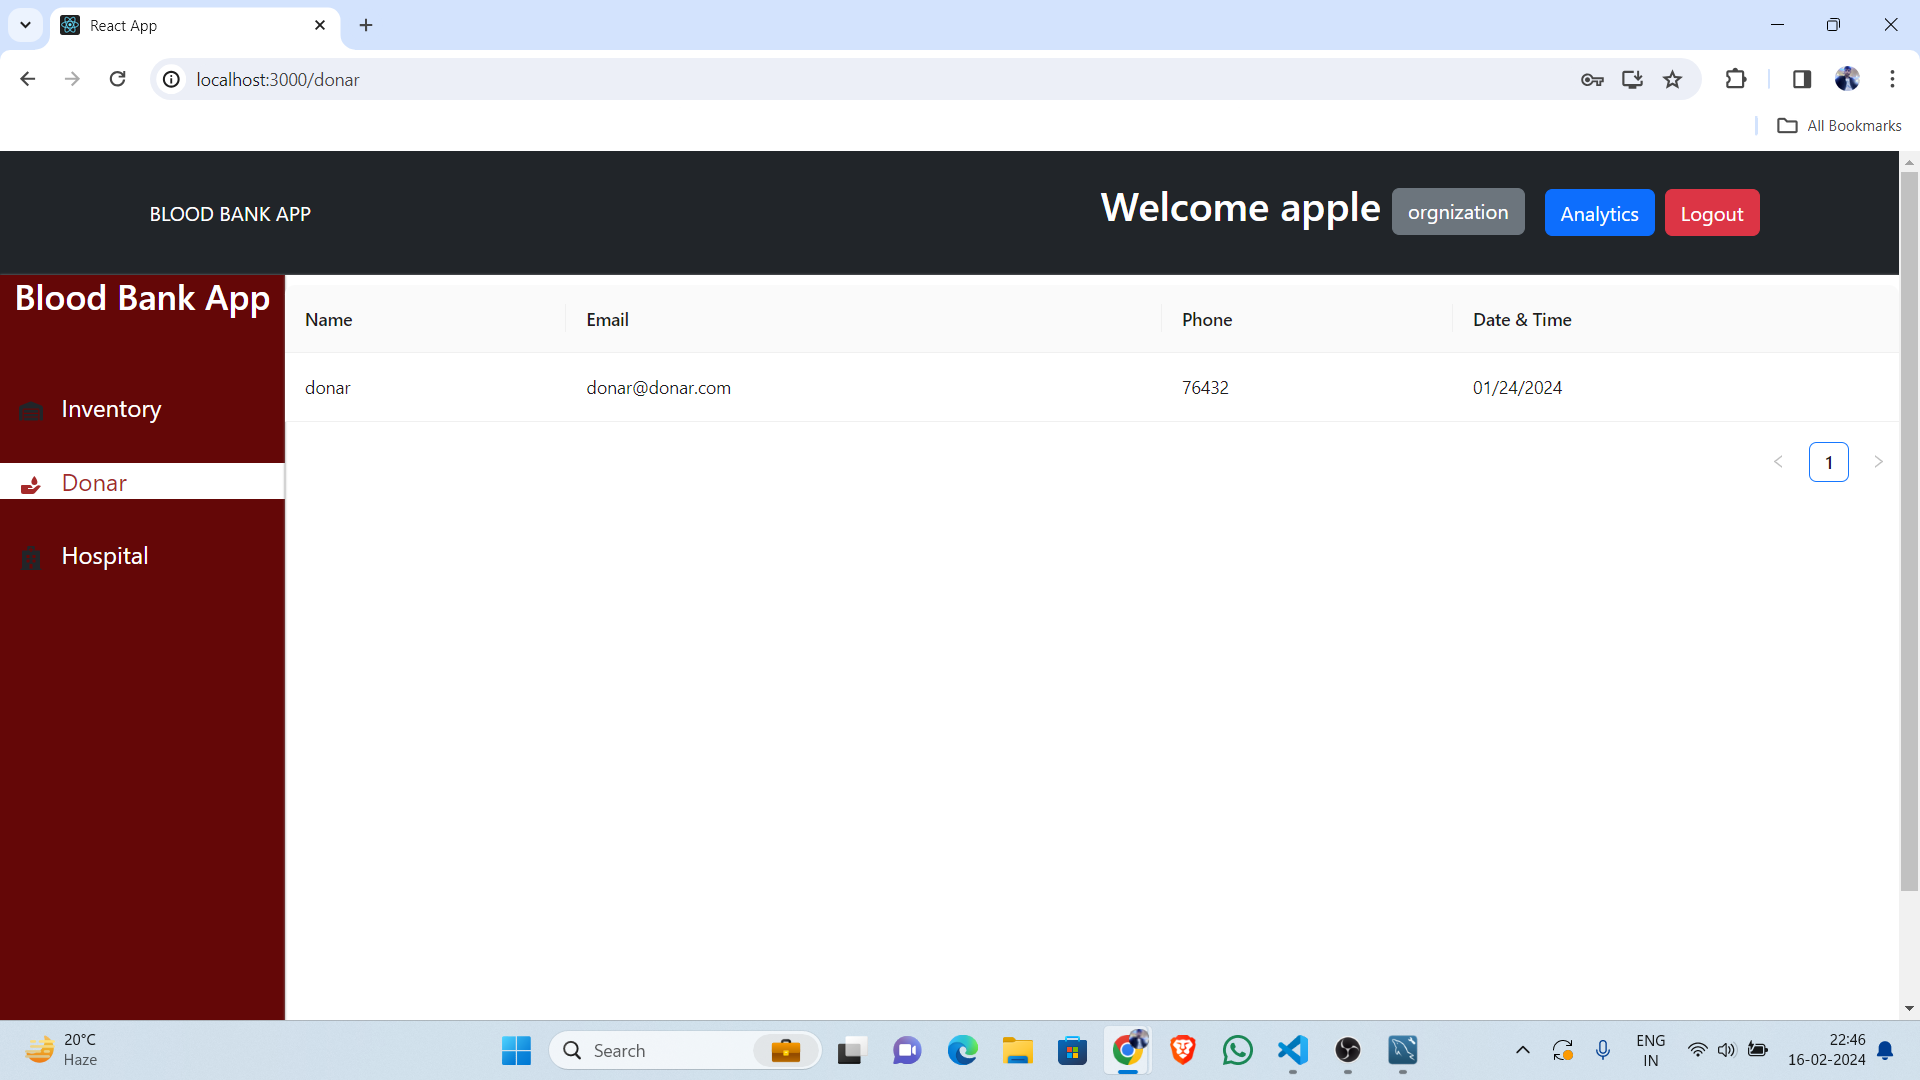 React App
localhost:3000/donar
All Bookmarks
BLOOD BANK APP
Welcome apple orgnization Analytics Logout
Blood Bank App
Inventory
Donar
Hospital
Name Email Phone Date & Time
donar donar@donar.com 76432 01/24/2024
1
20°C
Haze
Search
ENG
IN
22:46
16-02-2024